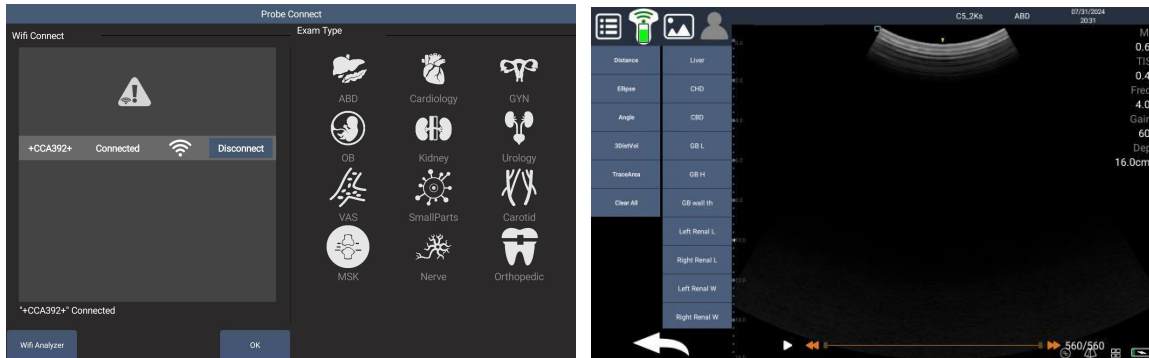 Probe Connect
Wifi Connect
Exam Type
+CCA392+ Connected Disconnect
ABD Cardiology GYN
OB Kidney Urology
VAS SmallParts Carotid
MSK Nerve Orthopedic
"+CCA392+" Connected
Wifi Analyzer OK
C5_2Ks ABD 07/31/2024
20:31
Distance Liver
Ellipse CHD
Angle CBD
3DistVol GB L
TraceArea GB H
Clear All GB wall th
Left Renal L
Right Renal L
Left Renal W
Right Renal W
M
0.6
TIS
0.4
Freq
4.0
Gain
60
Dep
16.0cm
560/560